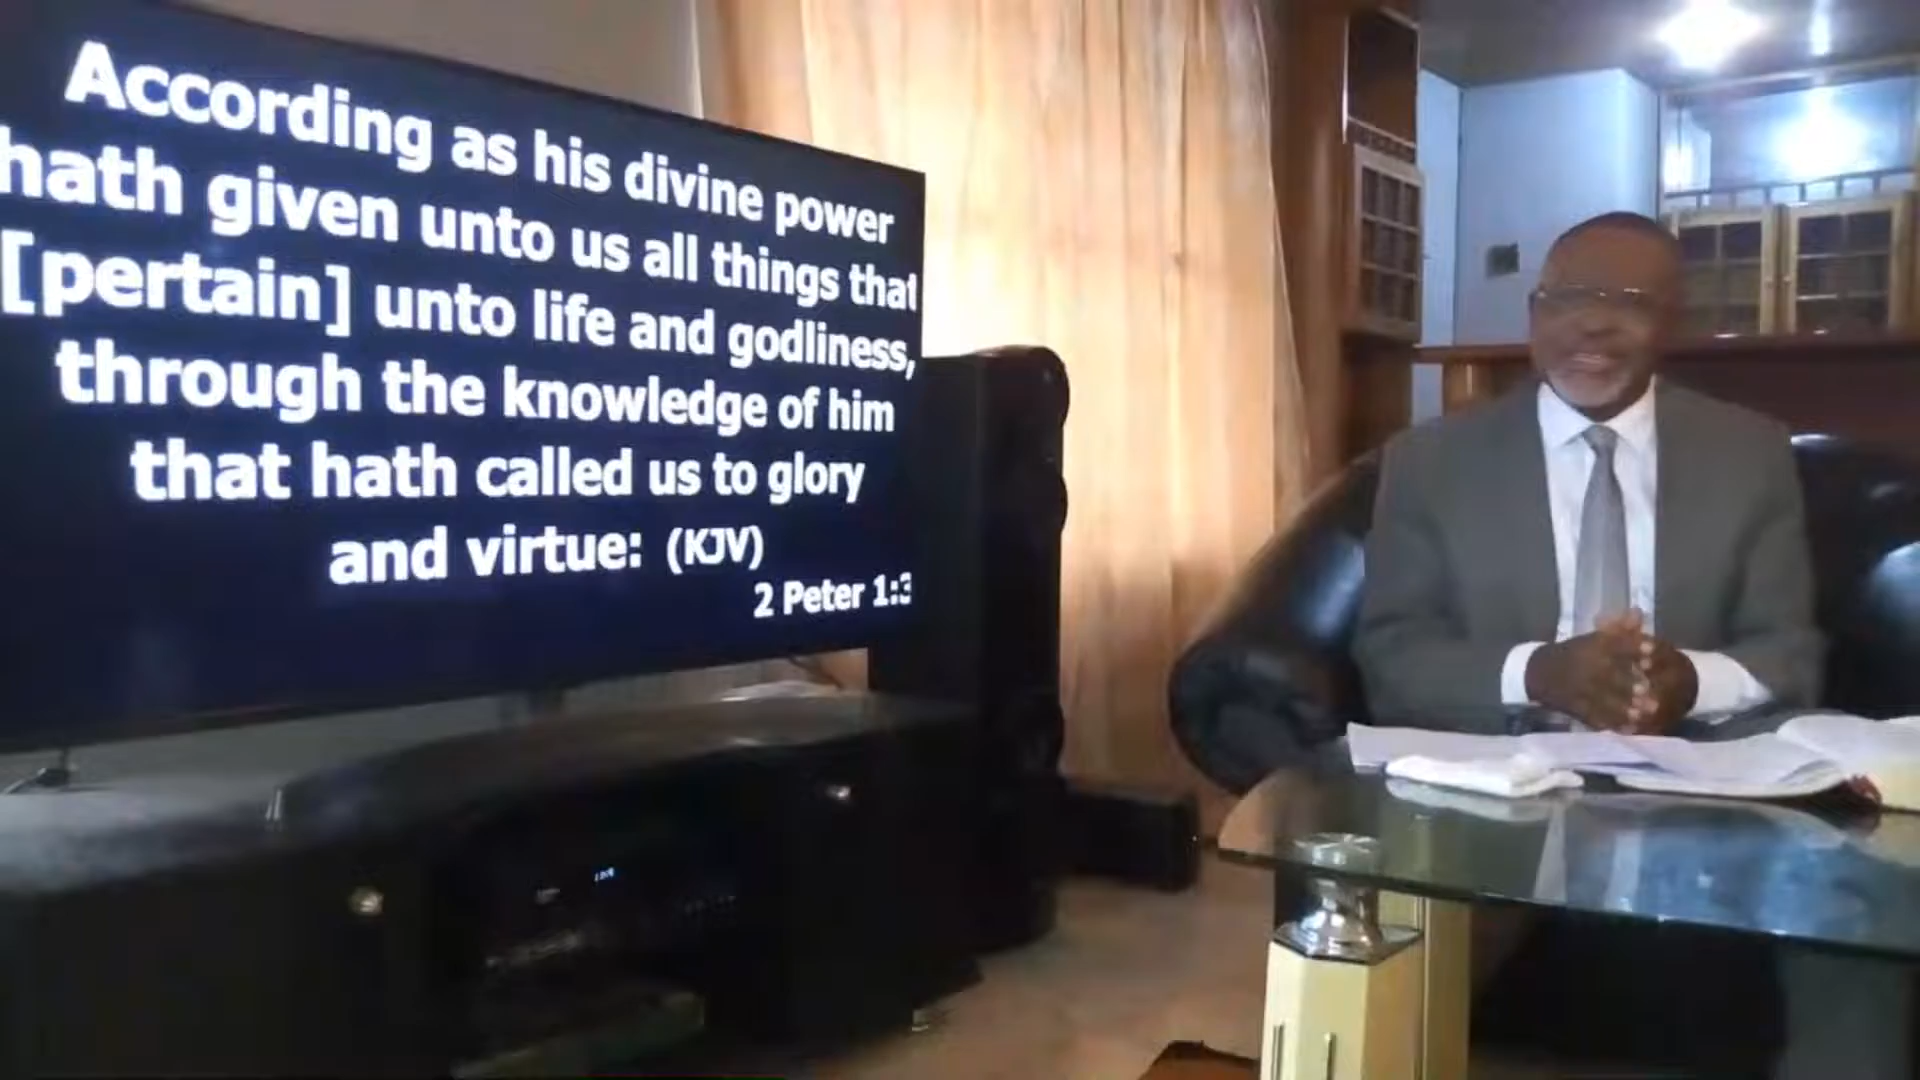 According as his divine power
hath given unto us all things that
[pertain] unto life and godliness,
through the knowledge of him
that hath called us to glory
and virtue: (KJV)
2 Peter 1:3